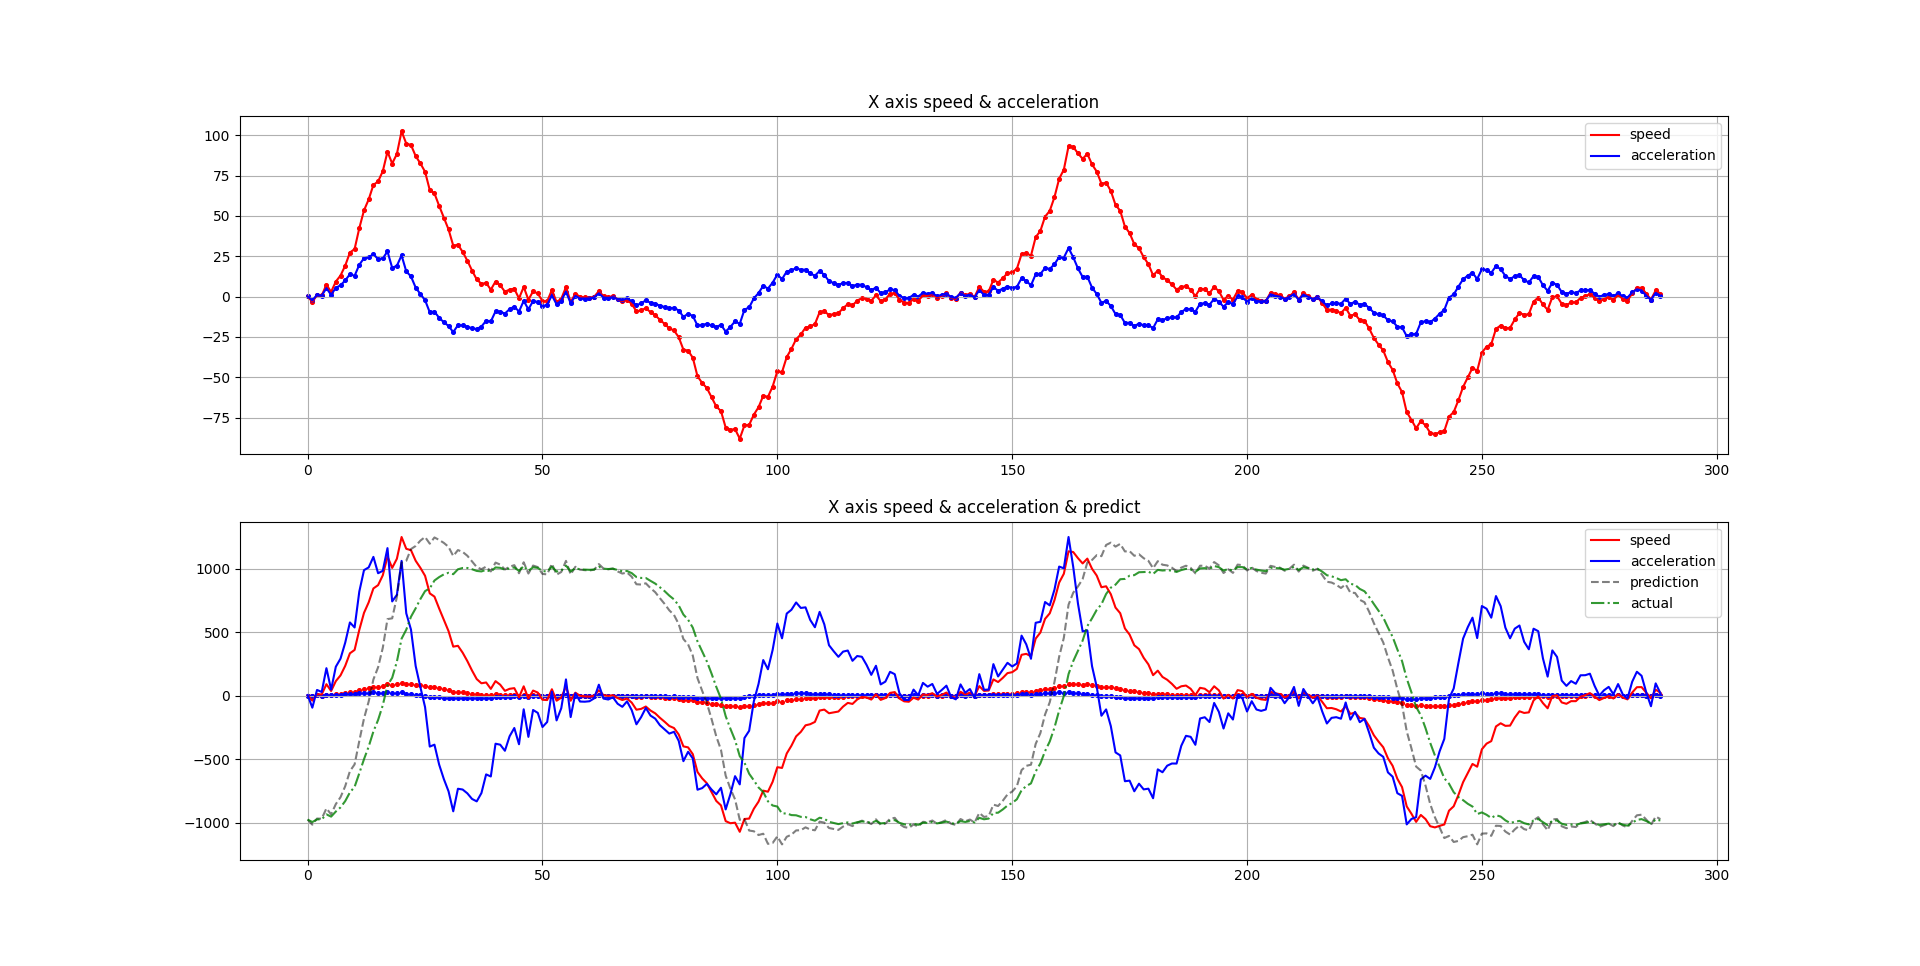 X axis speed & acceleration
speed
acceleration
100
75
50
25
0
−25
−50
−75
0 50 100 150 200 250 300
X axis speed & acceleration & predict
speed
acceleration
prediction
actual
1000
500
0
−500
−1000
0 50 100 150 200 250 300